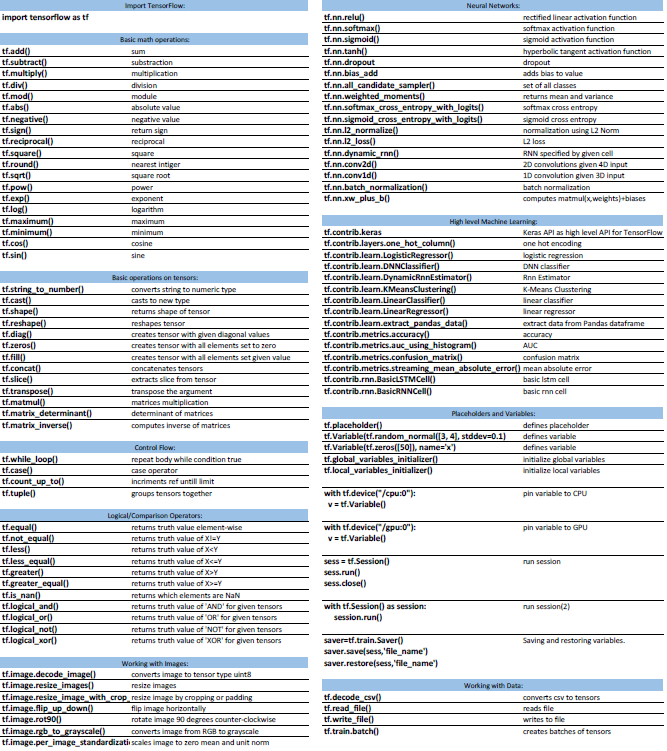 Import TensorFlow:
import tensorflow as tf
Basic math operations:
tf.add() sum
tf.subtract() substraction
tf.multiply() multiplication
tf.div() division
tf.mod() module
tf.abs() absolute value
tf.negative() negative value
tf.sign() return sign
tf.reciprocal() reciprocal
tf.square() square
tf.round() nearest intiger
tf.sqrt() square root
tf.pow() power
tf.exp() exponent
tf.log() logarithm
tf.maximum() maximum
tf.minimum() minimum
tf.cos() cosine
tf.sin() sine
Basic operations on tensors:
tf.string_to_number() converts string to numeric type
tf.cast() casts to new type
tf.shape() returns shape of tensor
tf.reshape() reshapes tensor
tf.diag() creates tensor with given diagonal values
tf.zeros() creates tensor with all elements set to zero
tf.fill() creates tensor with all elements set given value
tf.concat() concatenates tensors
tf.slice() extracts slice from tensor
tf.transpose() transpose the argument
tf.matmul() matrices multiplication
tf.matrix_determinant() determinant of matrices
tf.matrix_inverse() computes inverse of matrices
Control Flow:
tf.while_loop() repeat body while condition true
tf.case() case operator
tf.count_up_to() incriments ref untill limit
tf.tuple() groups tensors together
Logical/Comparison Operators:
tf.equal() returns truth value element-wise
tf.not_equal() returns truth value of X!=Y
tf.less() returns truth value of X<Y
tf.less_equal() returns truth value of X<=Y
tf.greater() returns truth value of X>Y
tf.greater_equal() returns truth value of X>=Y
tf.is_nan() returns which elements are NaN
tf.logical_and() returns truth value of 'AND' for given tensors
tf.logical_or() returns truth value of 'OR' for given tensors
tf.logical_not() returns truth value of 'NOT' for given tensors
tf.logical_xor() returns truth value of 'XOR' for given tensors
Working with Images:
tf.image.decode_image() converts image to tensor type uint8
tf.image.resize_images() resize images
tf.image.resize_image_with_crop_ resize image by cropping or padding
tf.image.flip_up_down() flip image horizontally
tf.image.rot90() rotate image 90 degrees counter-clockwise
tf.image.rgb_to_grayscale() converts image from RGB to grayscale
tf.image.per_image_standardizati scales image to zero mean and unit norm
Neural Networks:
tf.nn.relu() rectified linear activation function
tf.nn.softmax() softmax activation function
tf.nn.sigmoid() sigmoid activation function
tf.nn.tanh() hyperbolic tangent activation function
tf.nn.dropout dropout
tf.nn.bias_add adds bias to value
tf.nn.all_candidate_sampler() set of all classes
tf.nn.weighted_moments() returns mean and variance
tf.nn.softmax_cross_entropy_with_logits() softmax cross entropy
tf.nn.sigmoid_cross_entropy_with_logits() sigmoid cross entropy
tf.nn.l2_normalize() normalization using L2 Norm
tf.nn.l2_loss() L2 loss
tf.nn.dynamic_rnn() RNN specified by given cell
tf.nn.conv2d() 2D convolutions given 4D input
tf.nn.conv1d() 1D convolution given 3D input
tf.nn.batch_normalization() batch normalization
tf.nn.xw_plus_b() computes matmul(x,weights)+biases
High level Machine Learning:
tf.contrib.keras Keras API as high level API for TensorFlow
tf.contrib.layers.one_hot_column() one hot encoding
tf.contrib.learn.LogisticRegressor() logistic regression
tf.contrib.learn.DNNClassifier() DNN classifier
tf.contrib.learn.DynamicRnnEstimator() Rnn Estimator
tf.contrib.learn.KMeansClustering() K-Means Clusstering
tf.contrib.learn.LinearClassifier() linear classifier
tf.contrib.learn.LinearRegressor() linear regressor
tf.contrib.learn.extract_pandas_data() extract data from Pandas dataframe
tf.contrib.metrics.accuracy() accuracy
tf.contrib.metrics.auc_using_histogram() AUC
tf.contrib.metrics.confusion_matrix() confusion matrix
tf.contrib.metrics.streaming_mean_absolute_error() mean absolute error
tf.contrib.rnn.BasicLSTMCell() basic lstm cell
tf.contrib.rnn.BasicRNNCell() basic rnn cell
Placeholders and Variables:
tf.placeholder() defines placeholder
tf.Variable(tf.random_normal([3, 4], stddev=0.1) defines variable
tf.Variable(tf.zeros([50]), name='x') defines variable
tf.global_variables_initializer() initialize global variables
tf.local_variables_initializer() initialize local variables
with tf.device("/cpu:0"): pin variable to CPU
v = tf.Variable()
with tf.device("/gpu:0"): pin variable to GPU
v = tf.Variable()
sess = tf.Session() run session
sess.run()
sess.close()
with tf.Session() as session: run session(2)
session.run()
saver=tf.train.Saver() Saving and restoring variables.
saver.save(sess,'file_name')
saver.restore(sess,'file_name')
Working with Data:
tf.decode_csv() converts csv to tensors
tf.read_file() reads file
tf.write_file() writes to file
tf.train.batch() creates batches of tensors